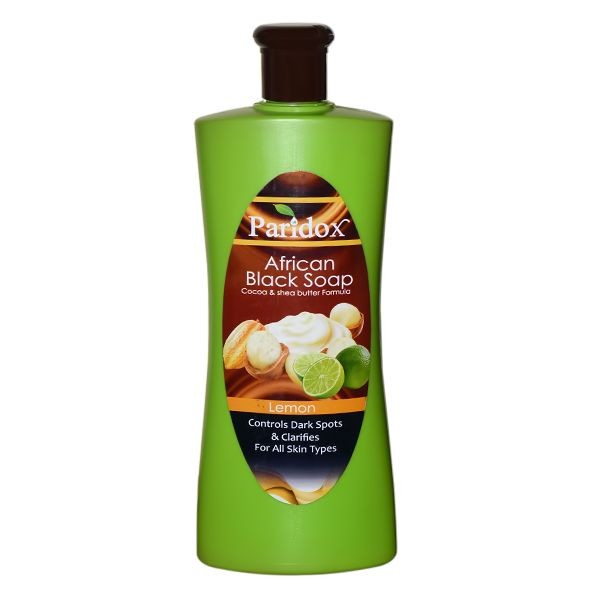 Paridox
African
Black Soap
Cocoa & shea butter Formula
Lemon
Controls Dark Spots
& Clarifies
For All Skin Types